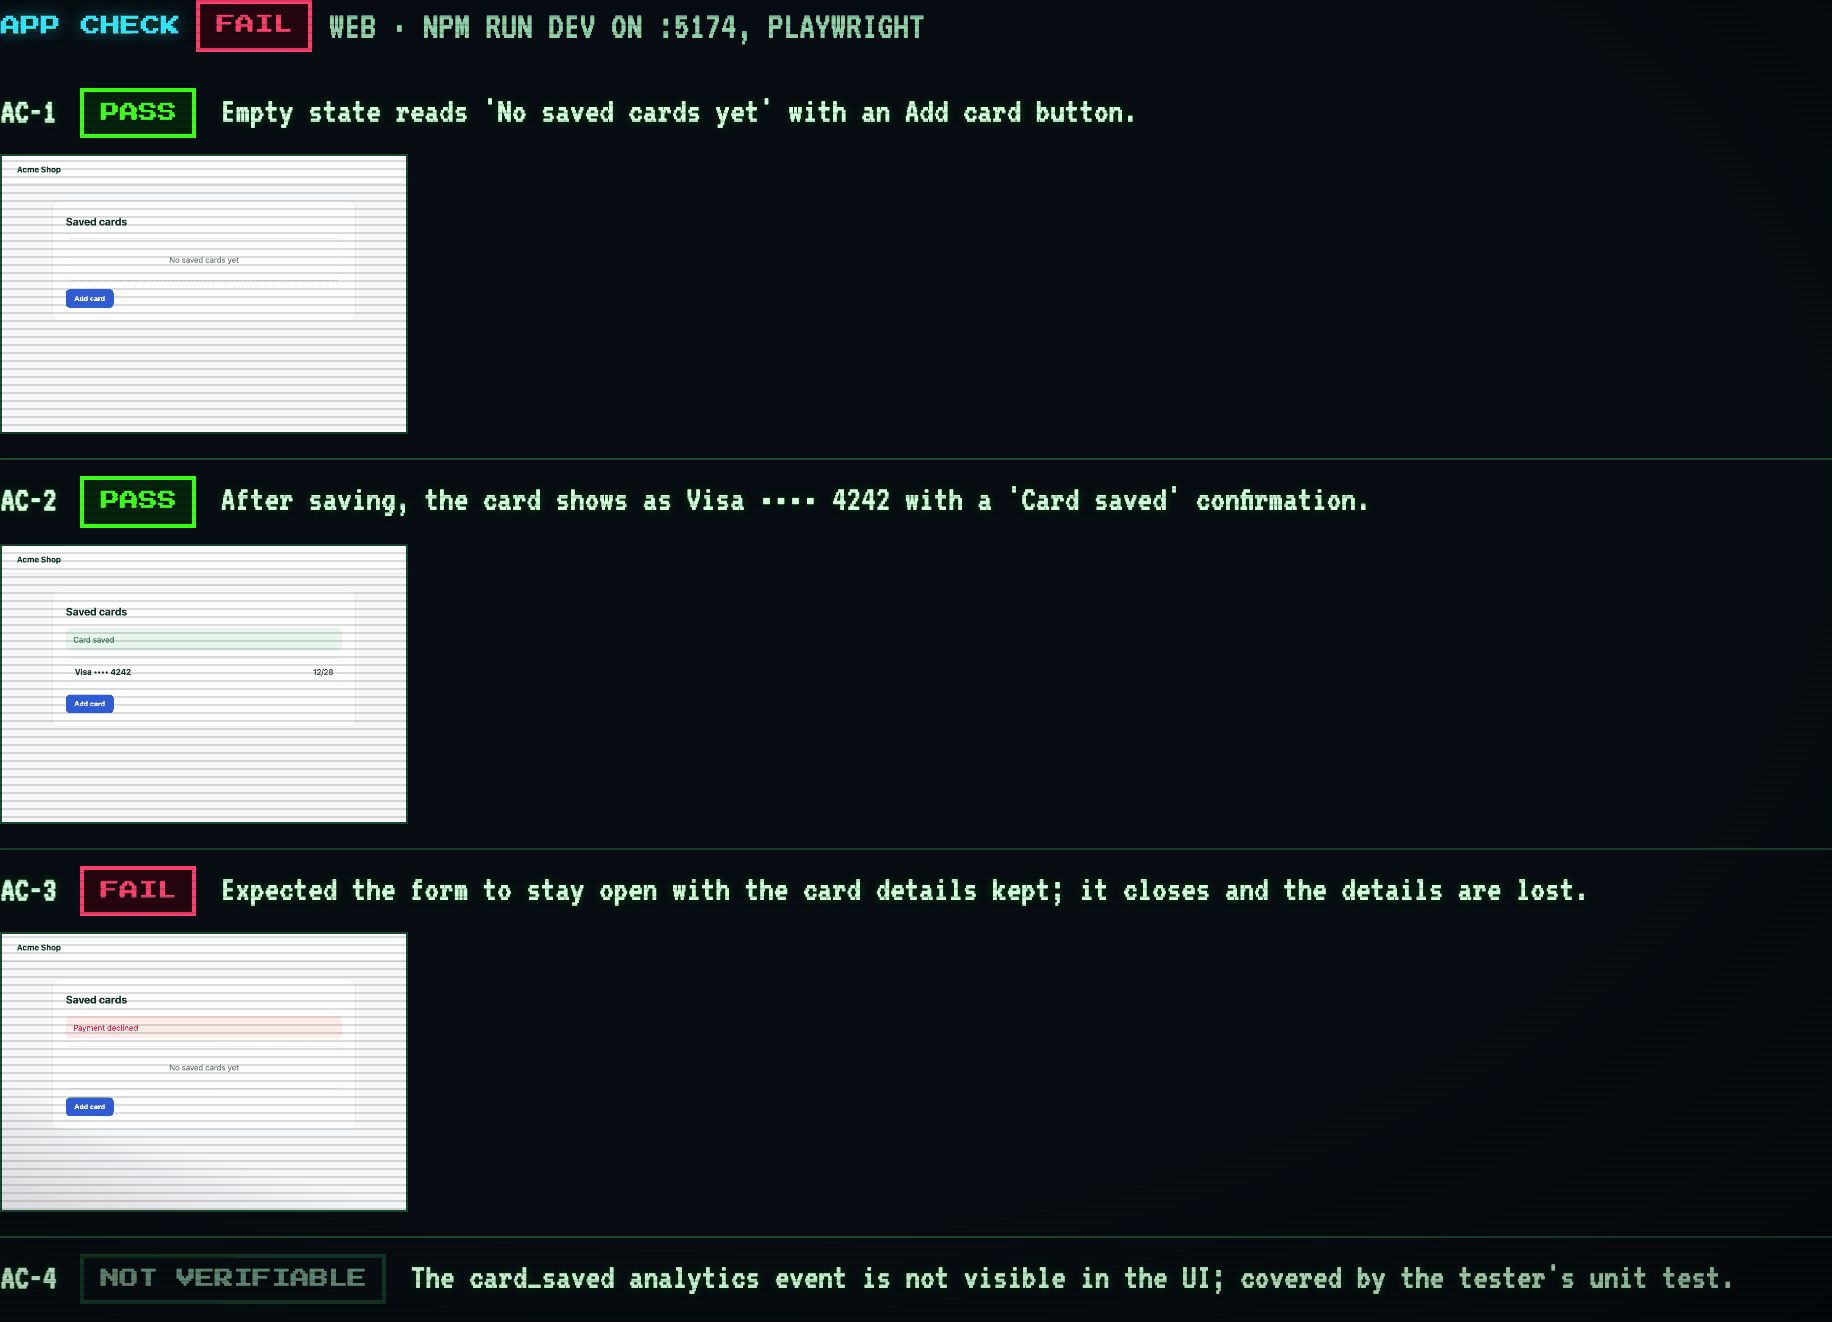 APP CHECK FAIL WEB · NPM RUN DEV ON :5174, PLAYWRIGHT
AC-1 PASS Empty state reads 'No saved cards yet' with an Add card button.
Acme Shop
Saved cards
No saved cards yet
Add card
AC-2 PASS After saving, the card shows as Visa •••• 4242 with a 'Card saved' confirmation.
Acme Shop
Saved cards
Card saved
Visa •••• 4242 12/28
Add card
AC-3 FAIL Expected the form to stay open with the card details kept; it closes and the details are lost.
Acme Shop
Saved cards
Payment declined
No saved cards yet
Add card
AC-4 NOT VERIFIABLE The card_saved analytics event is not visible in the UI; covered by the tester's unit test.